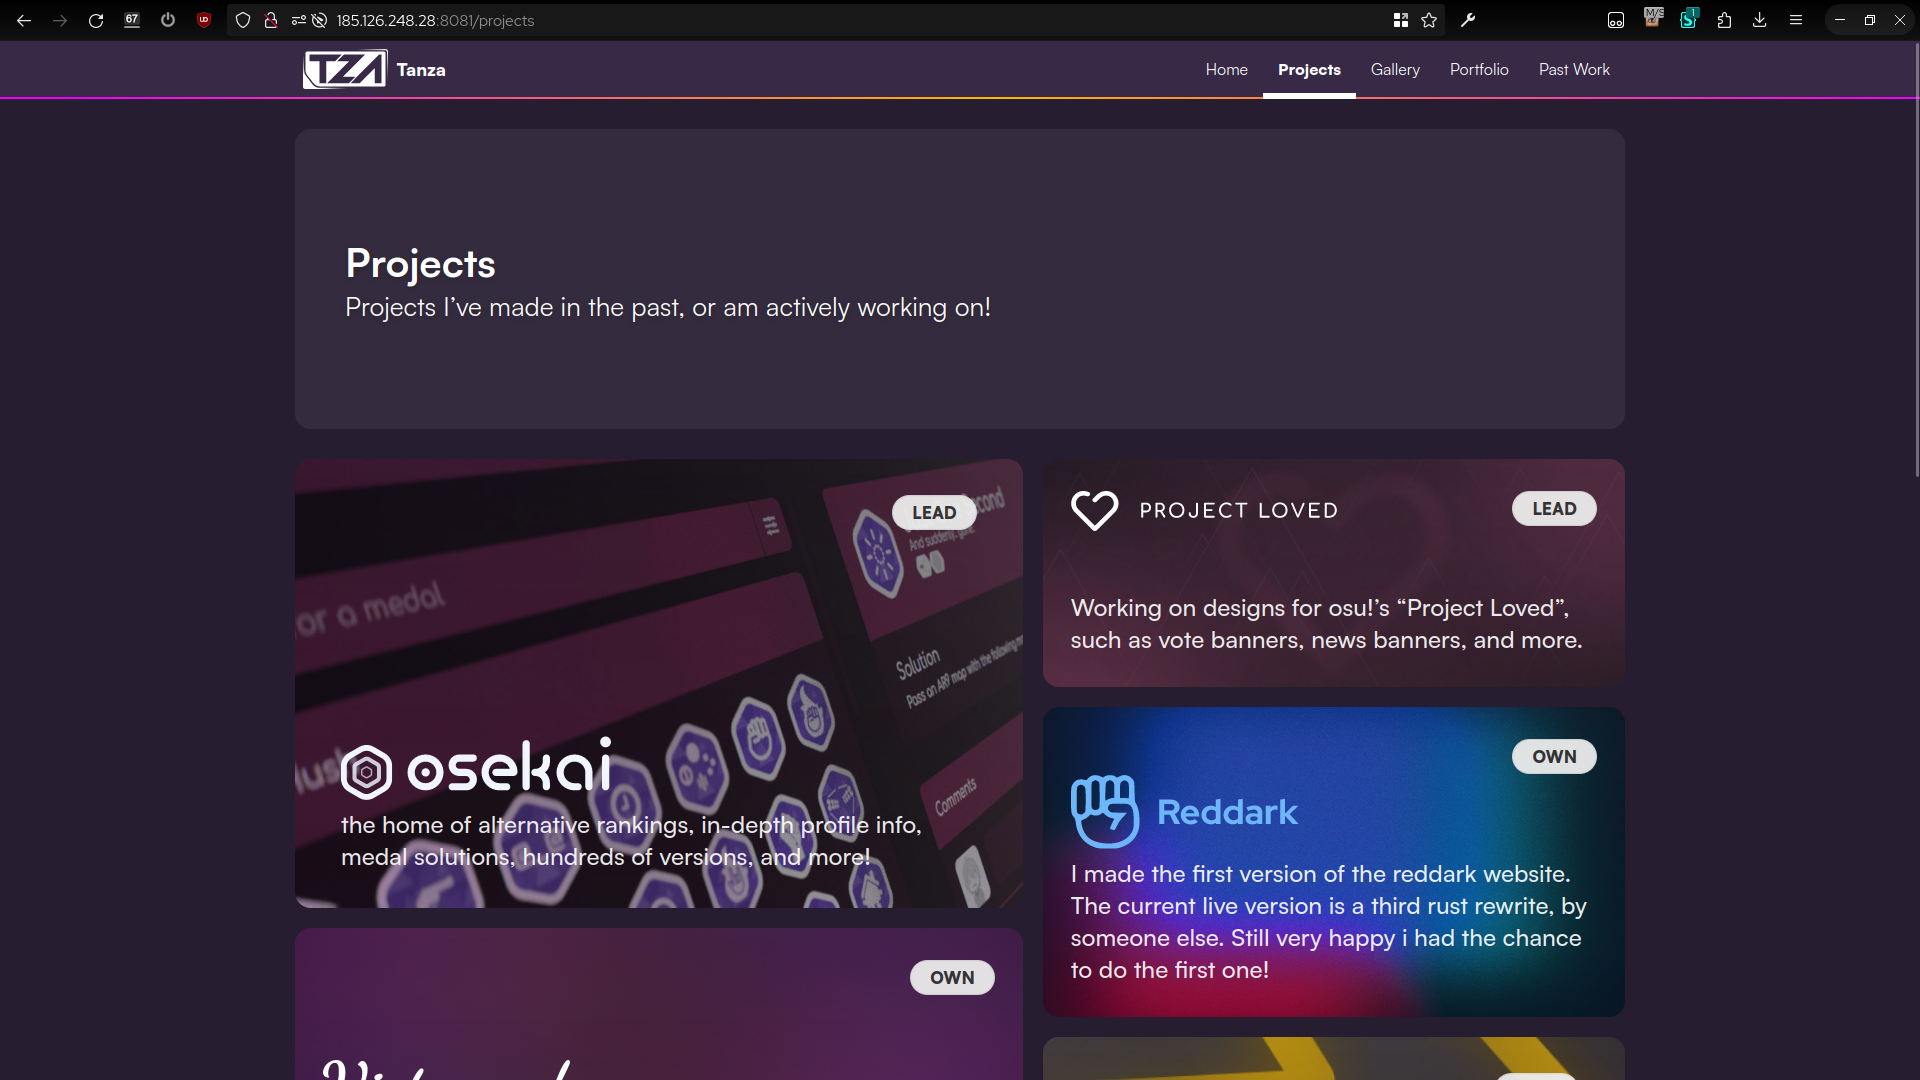 67
185.126.248.28:8081/projects
M/S
1
TZA Tanza
Home
Projects
Gallery
Portfolio
Past Work
Projects
Projects I’ve made in the past, or am actively working on!
LEAD
or a medal
And suddenly..
Solution
Pass an AR9 map with the following
Comments
osekai
the home of alternative rankings, in-depth profile info,
medal solutions, hundreds of versions, and more!
PROJECT LOVED
LEAD
Working on designs for osu!’s “Project Loved”,
such as vote banners, news banners, and more.
OWN
Reddark
I made the first version of the reddark website.
The current live version is a third rust rewrite, by
someone else. Still very happy i had the chance
to do the first one!
OWN